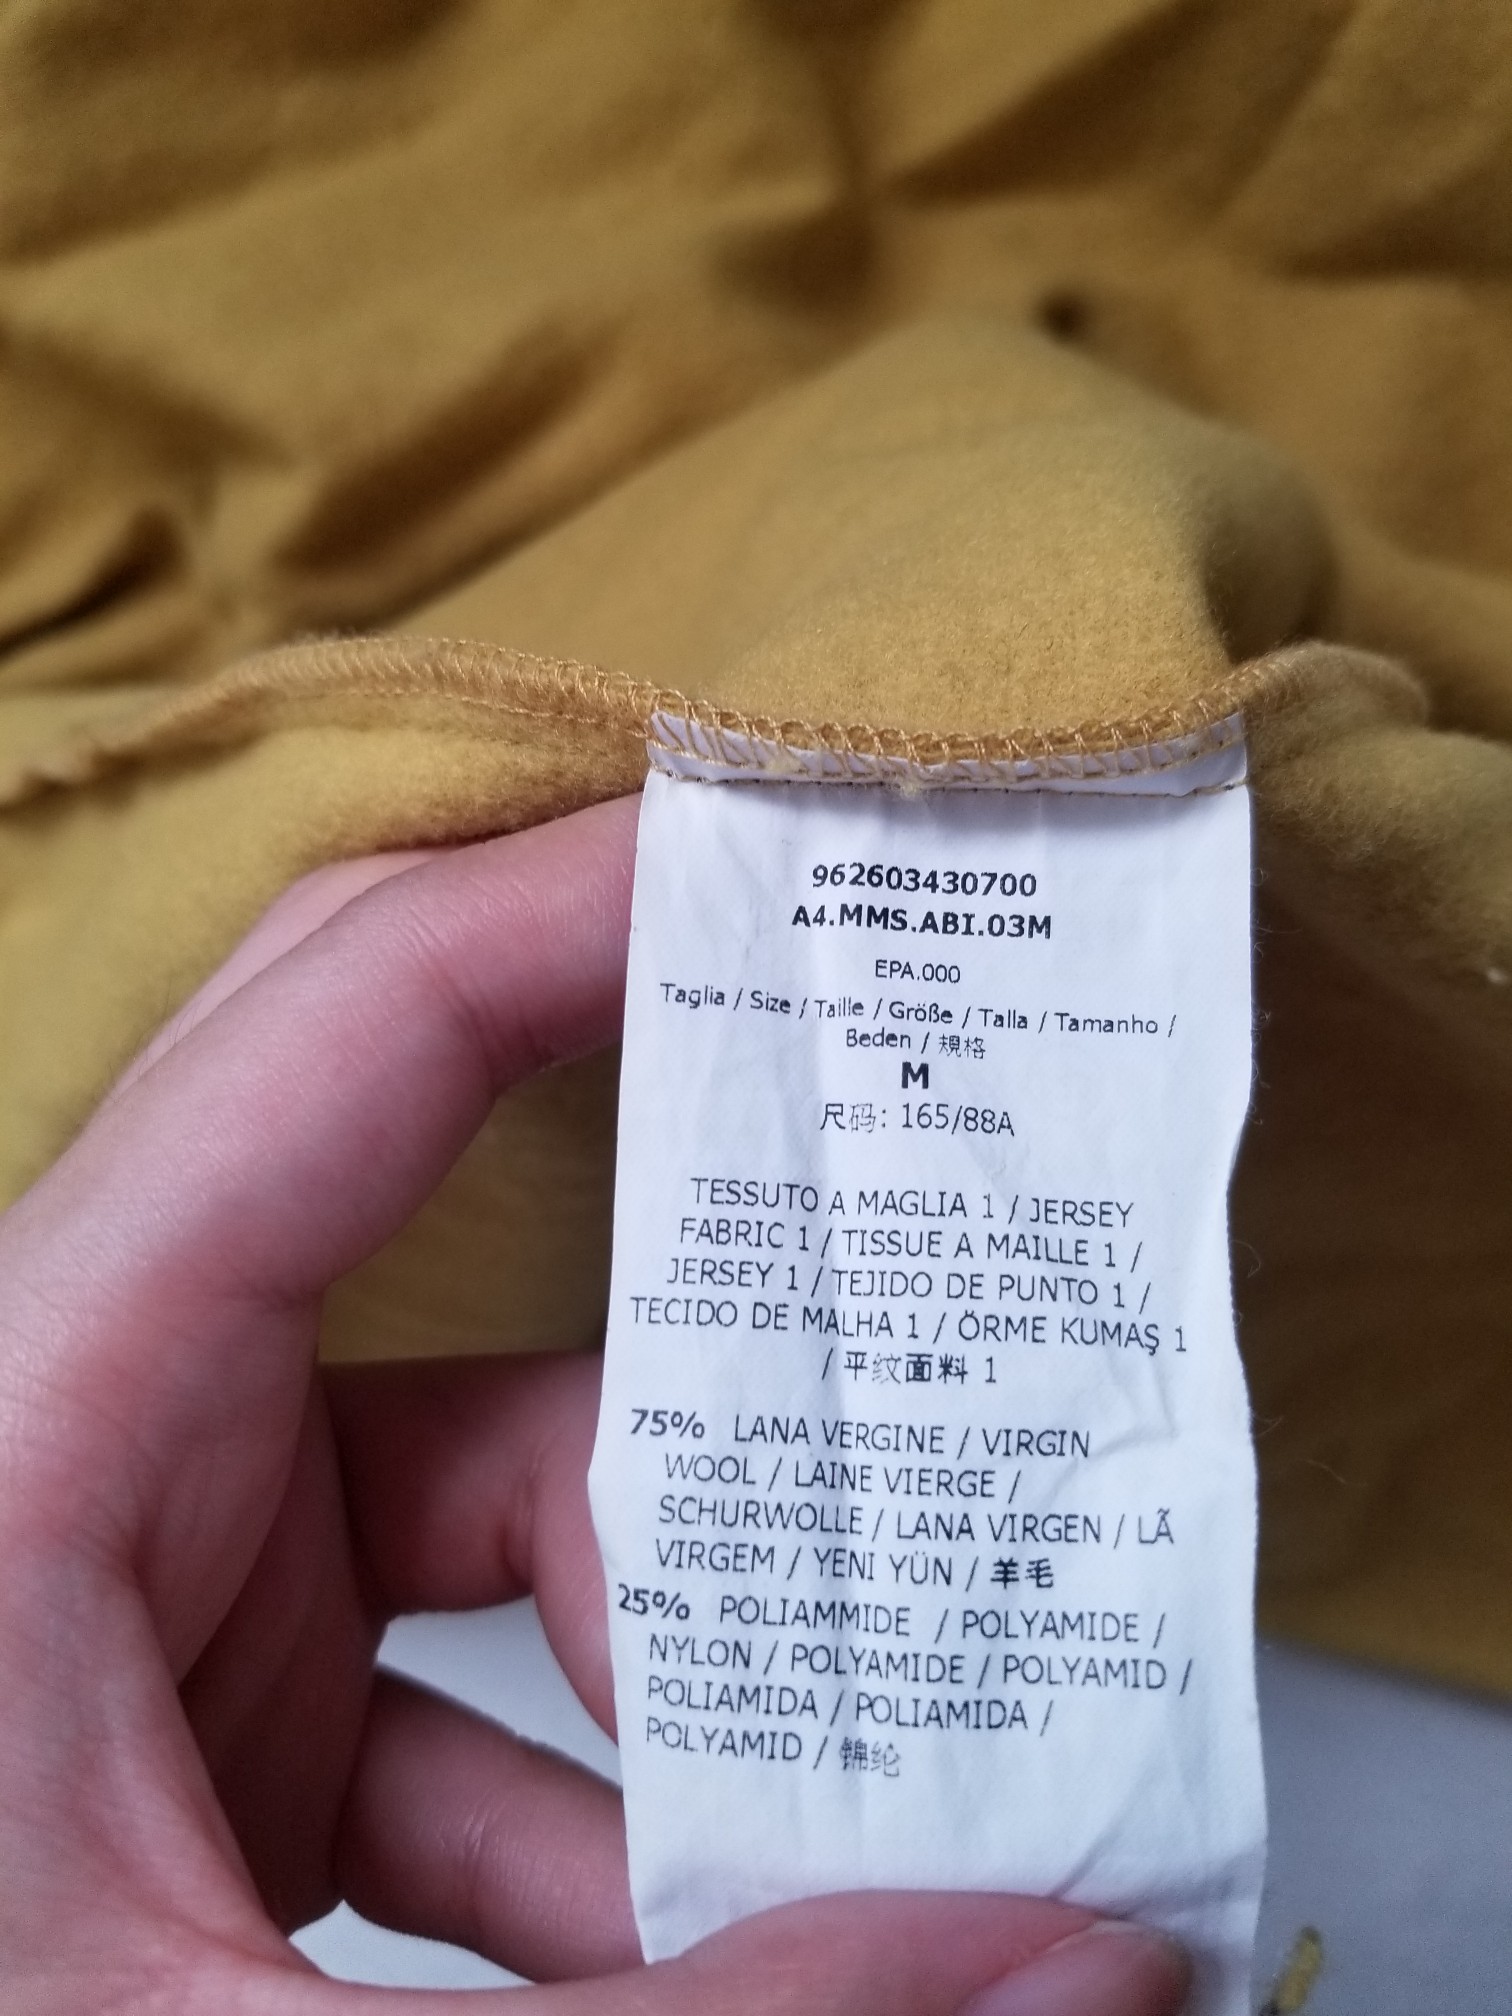 962603430700
A4.MMS.ABI.03M
EPA.000
Taglia / Size / Taille / Größe / Talla / Tamanho /
Beden / 規格
M
尺码: 165/88A
TESSUTO A MAGLIA 1 / JERSEY
FABRIC 1 / TISSUE A MAILLE 1 /
JERSEY 1 / TEJIDO DE PUNTO 1 /
TECIDO DE MALHA 1 / ÖRME KUMAŞ 1
/ 平纹面料 1
75% LANA VERGINE / VIRGIN
WOOL / LAINE VIERGE /
SCHURWOLLE / LANA VIRGEN / LÃ
VIRGEM / YENI YÜN / 羊毛
25% POLIAMMIDE / POLYAMIDE /
NYLON / POLYAMIDE / POLYAMID /
POLIAMIDA / POLIAMIDA /
POLYAMID / 锦纶